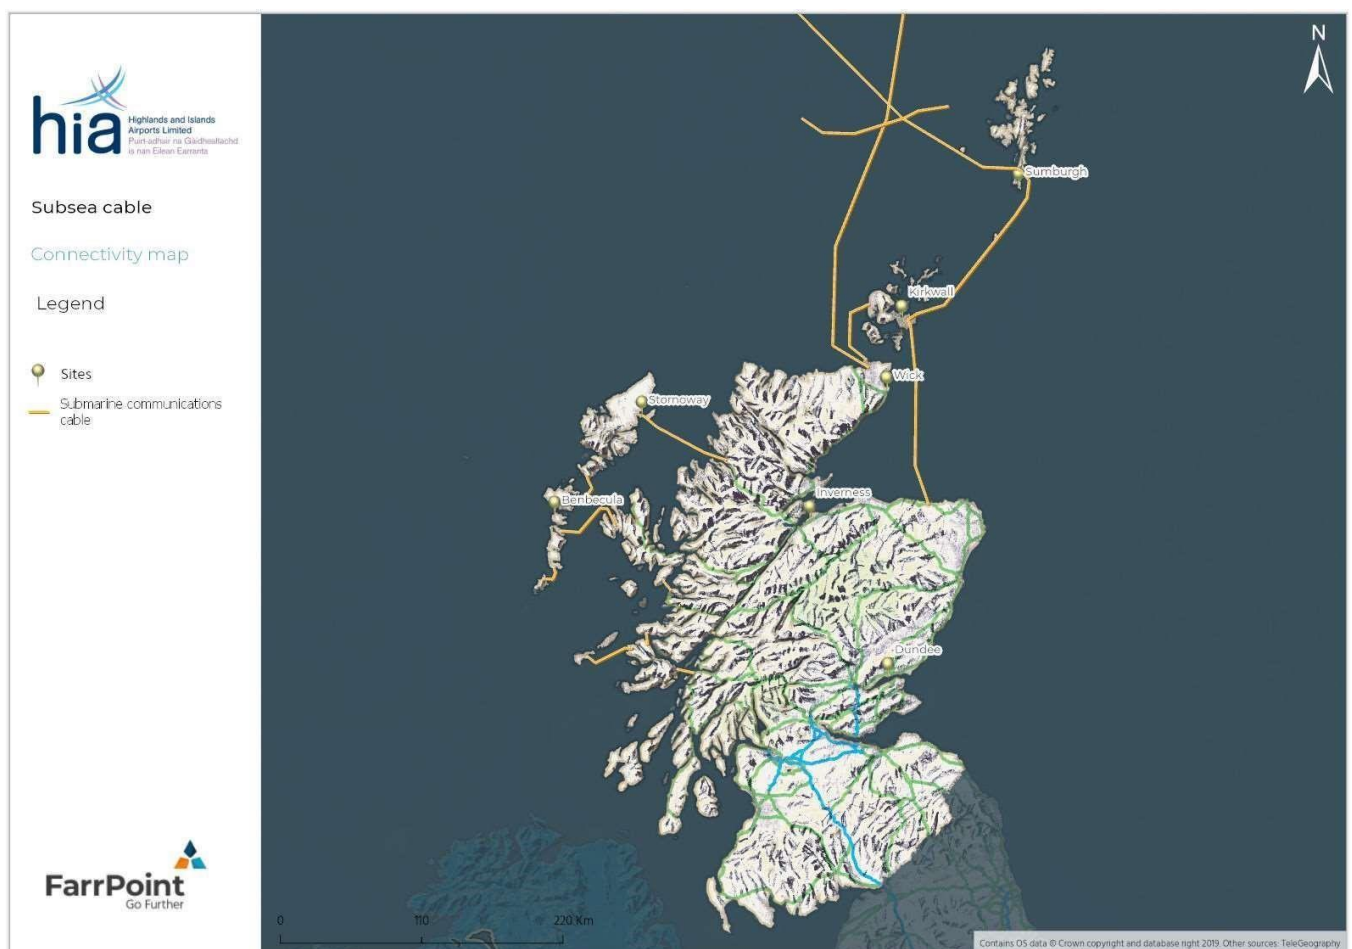 hia
Highlands and Islands
Airports Limited
Puirt-adhair na Gàidhealtachd
is nan Eilean Earranta
Subsea cable
Connectivity map
Legend
Sites
Submarine communications
cable
FarrPoint
Go Further
N
Sumburgh
Kirkwall
Wick
Stornoway
Inverness
Benbecula
Dundee
0 110 220 Km
Contains OS data © Crown copyright and database right 2019. Other sources: TeleGeography